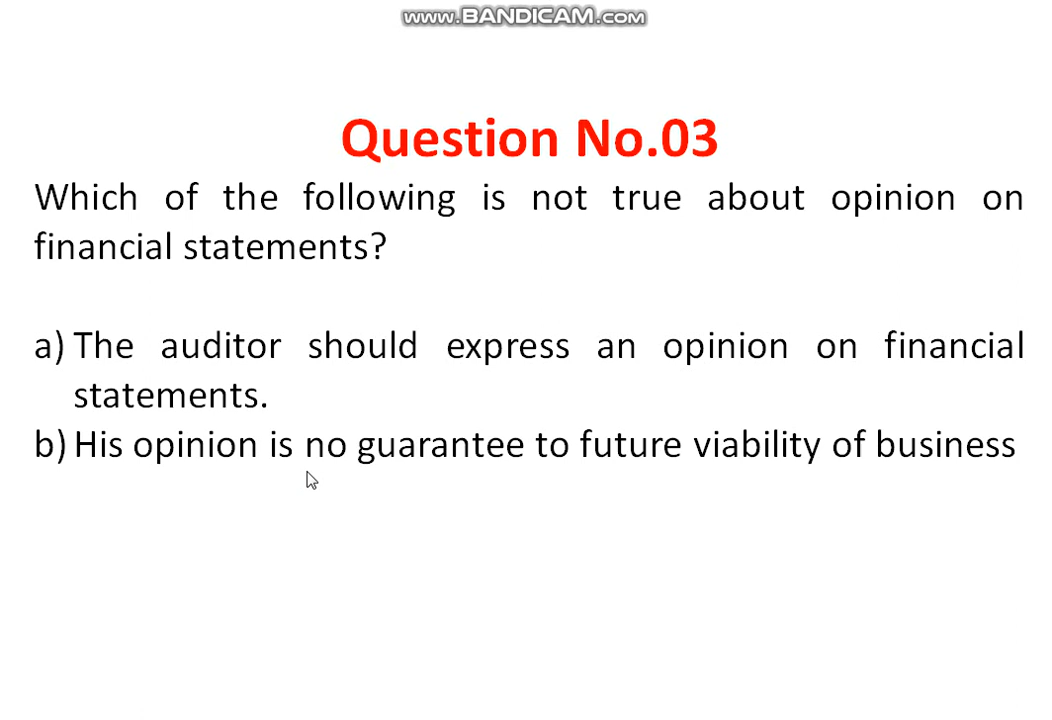 www.BANDICAM.com
Question No.03
Which of the following is not true about opinion on
financial statements?
a) The auditor should express an opinion on financial
statements.
b) His opinion is no guarantee to future viability of business